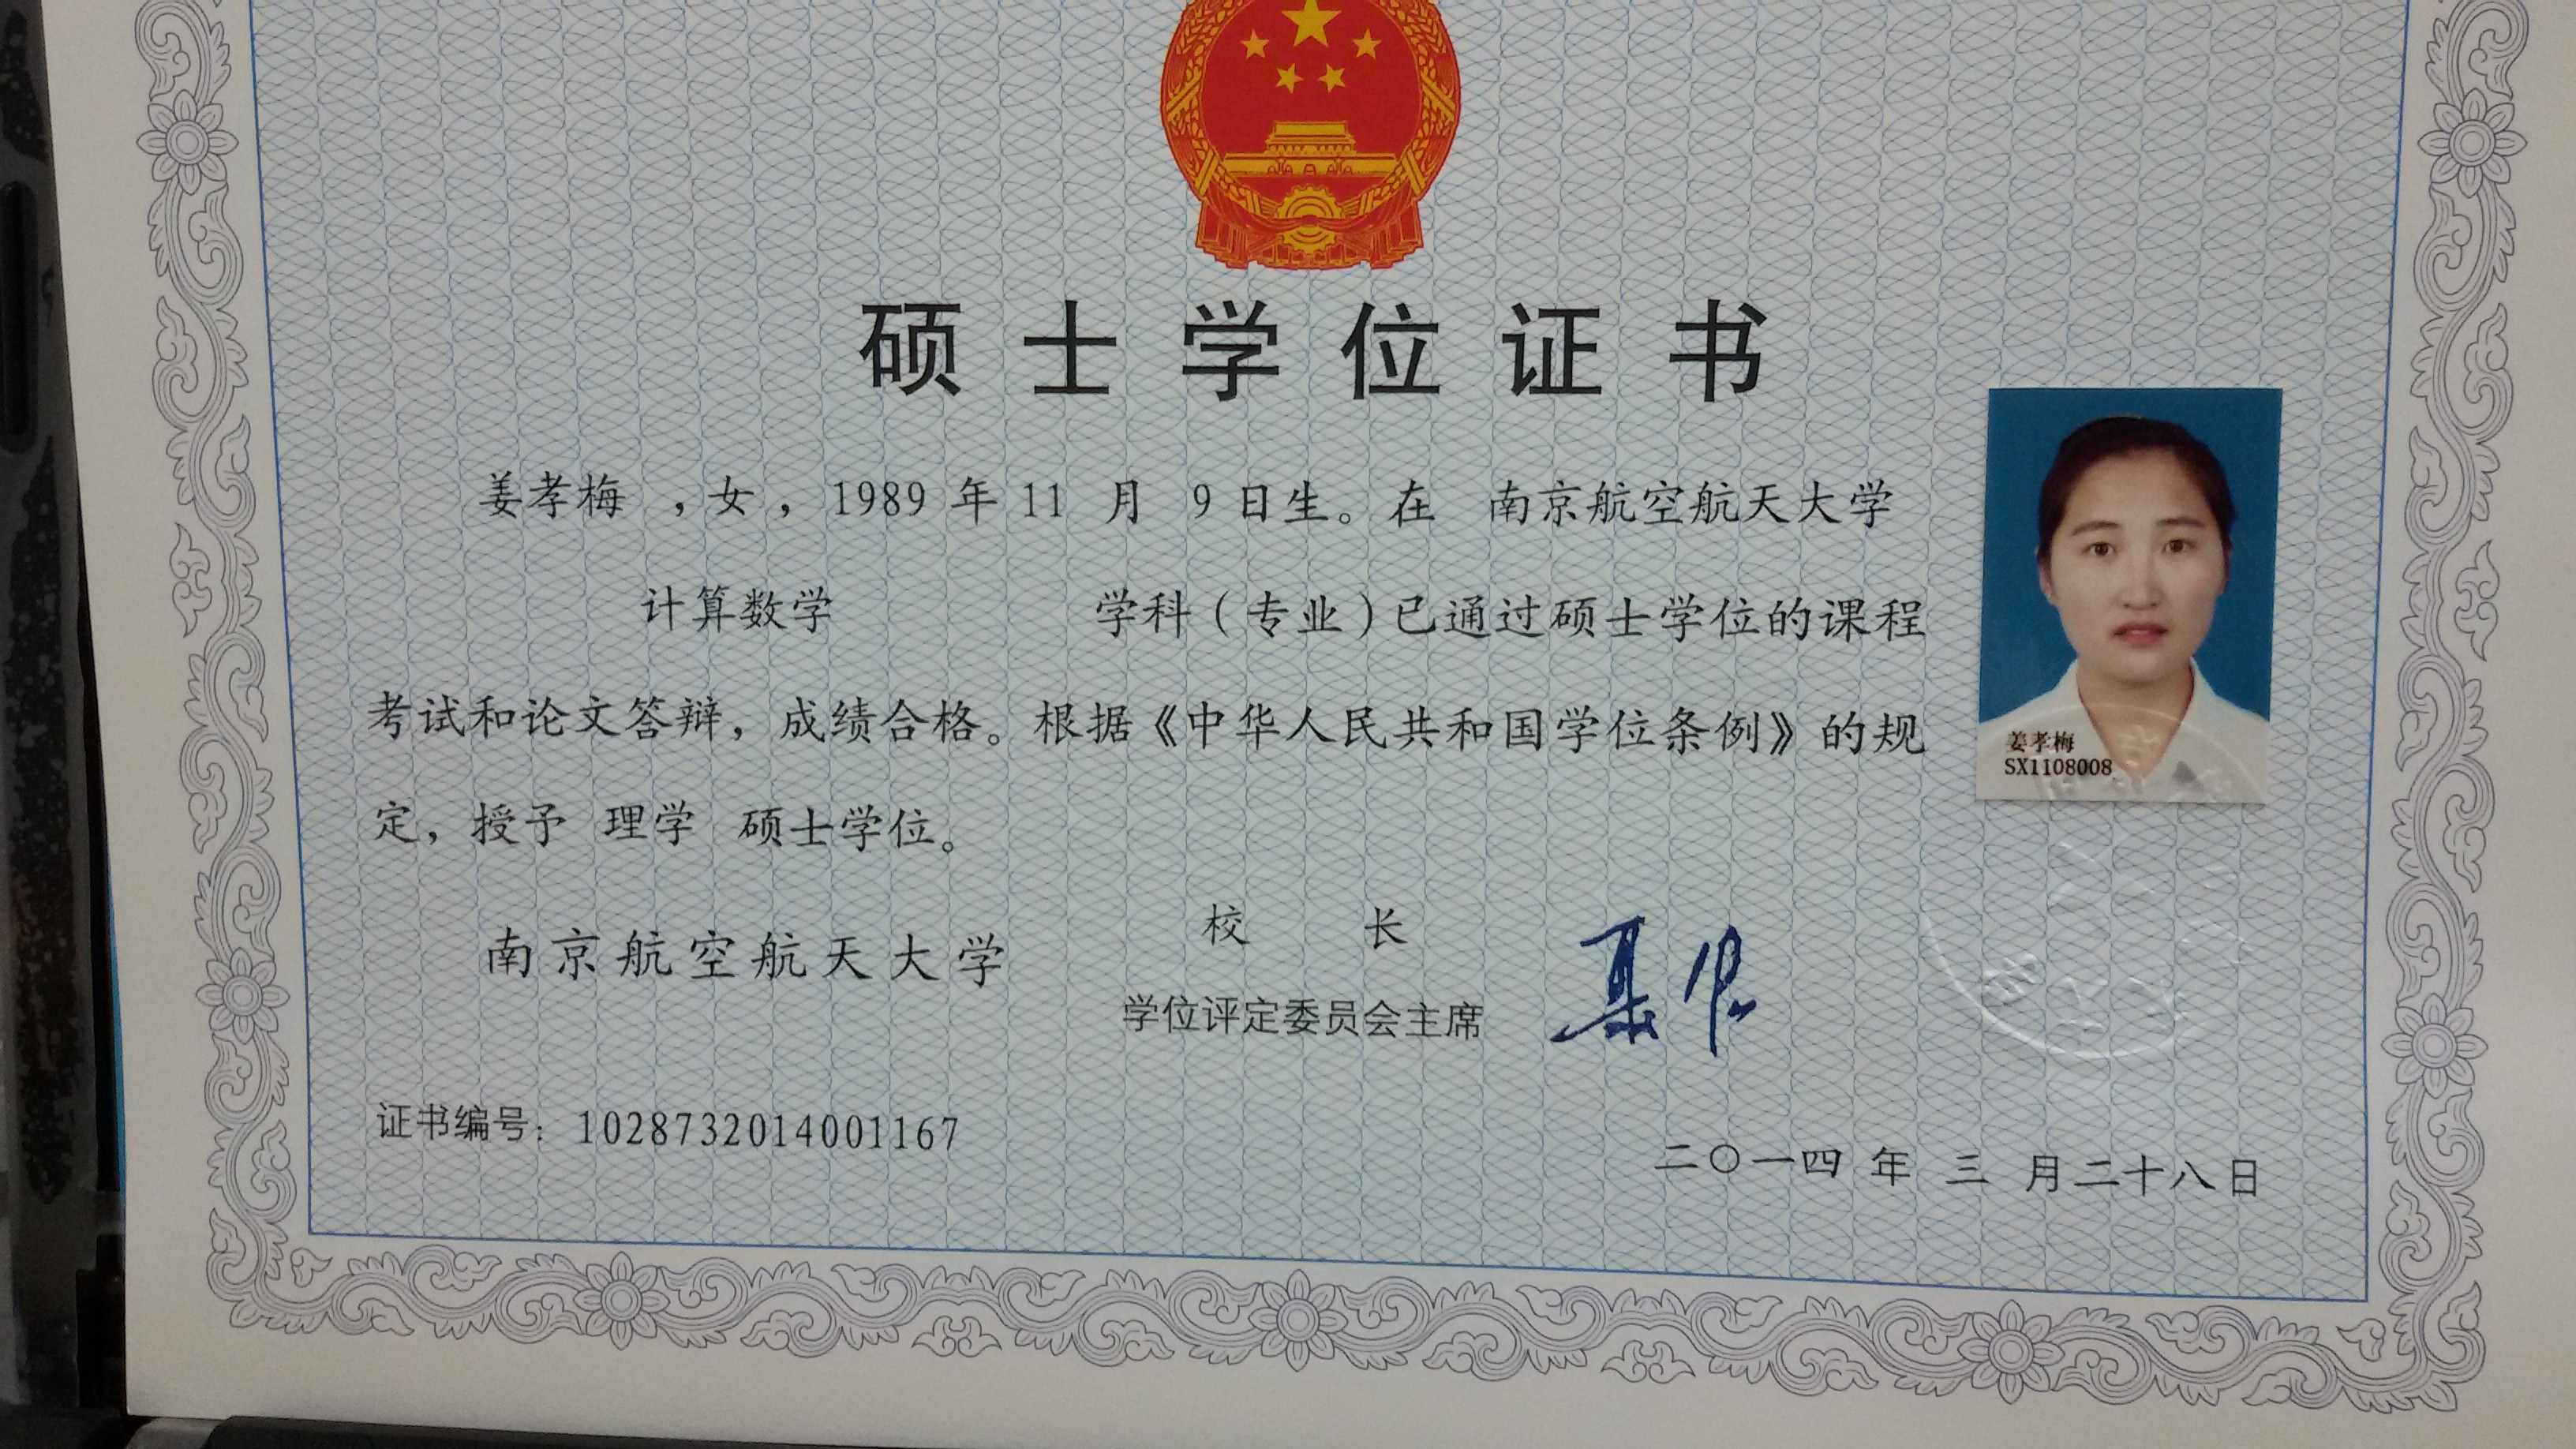 硕士学位证书
姜孝梅 ，女，1989 年 11 月 9 日生。在 南京航空航天大学
计算数学 学科（专业）已通过硕士学位的课程
考试和论文答辩，成绩合格。根据《中华人民共和国学位条例》的规
定，授予 理学 硕士学位。
姜孝梅
SX1108008
南京航空航天大学
校 长
学位评定委员会主席
证书编号：1028732014001167
二〇一四 年 三 月二十八日